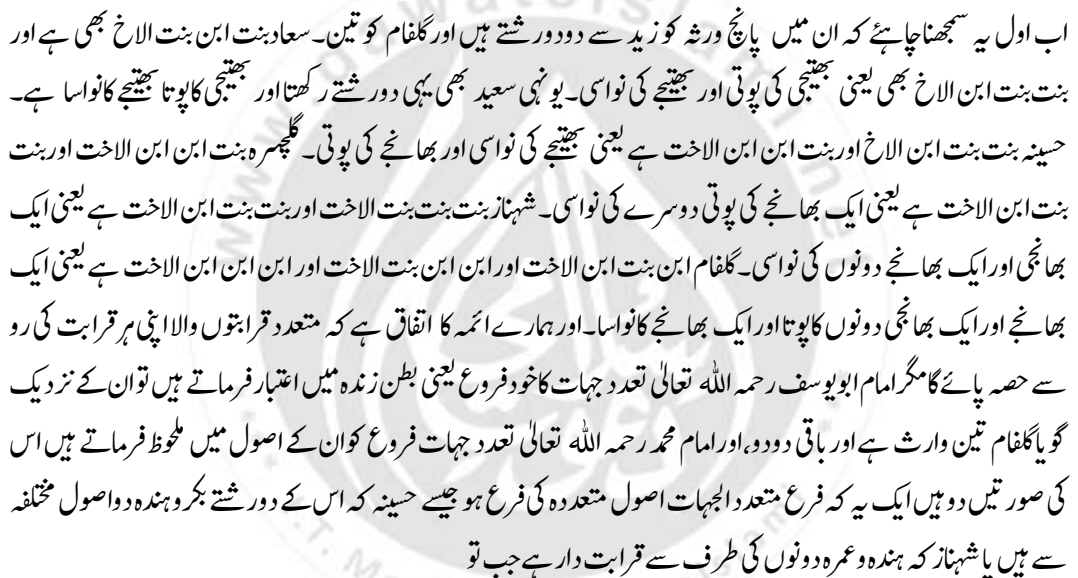 اب اول یہ سمجھنا چاہئے کہ ان میں پانچ ورثہ کو زید سے دو دو رشتے ہیں اور گلفام کو تین۔ سعاد بنت ابن بنت الاخ بھی ہے اور
بنت بنت ابن الاخ بھی یعنی بھتیجی کی پوتی اور بھتیجے کی نواسی۔ یونہی سعید بھی یہی دو رشتے رکھتا اور بھتیجی کا پوتا بھتیجے کا نواسا ہے۔
حسینہ بنت بنت ابن الاخ اور بنت ابن ابن الاخت ہے یعنی بھتیجے کی نواسی اور بھانجے کی پوتی۔ گلچہرہ بنت ابن ابن الاخت اور بنت
بنت ابن الاخت ہے یعنی ایک بھانجے کی پوتی دوسرے کی نواسی۔ شہناز بنت بنت بنت الاخت اور بنت بنت ابن الاخت ہے یعنی ایک
بھانجی اور ایک بھانجے دونوں کی نواسی۔ گلفام ابن بنت ابن الاخت اور ابن ابن بنت الاخت اور ابن ابن ابن الاخت ہے یعنی ایک
بھانجے اور ایک بھانجی دونوں کا پوتا اور ایک بھانجے کا نواسا۔ اور ہمارے ائمہ کا اتفاق ہے کہ متعدد قرابتوں والا اپنی ہر قرابت کی رو
سے حصہ پائے گا مگر امام ابویوسف رحمہ اللہ تعالٰی تعدد جہات کا خود فروع یعنی بطن زندہ میں اعتبار فرماتے ہیں تو ان کے نزدیک
گویا گلفام تین وارث ہے اور باقی دو دو، اور امام محمد رحمہ اللہ تعالٰی تعدد جہات فروع کو ان کے اصول میں ملحوظ فرماتے ہیں اس
کی صورتیں دو ہیں ایک یہ کہ فرع متعدد الجہات اصول متعددہ کی فرع ہو جیسے حسینہ کہ اس کے دو رشتے بکر وہندہ دو اصول مختلفہ
سے ہیں یا شہناز کہ ہندہ وعمرہ دونوں کی طرف سے قرابت دار ہے جب تو